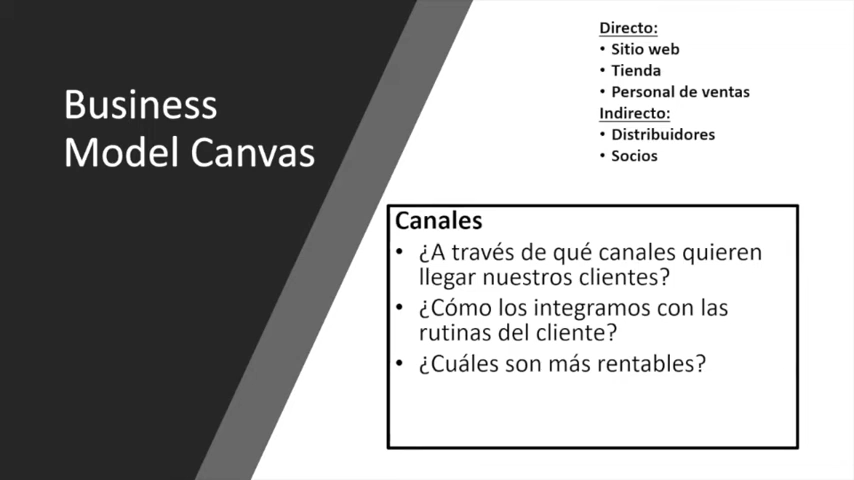 Business
Model Canvas
Directo:
• Sitio web
• Tienda
• Personal de ventas
Indirecto:
• Distribuidores
• Socios
Canales
• ¿A través de qué canales quieren
llegar nuestros clientes?
• ¿Cómo los integramos con las
rutinas del cliente?
• ¿Cuáles son más rentables?